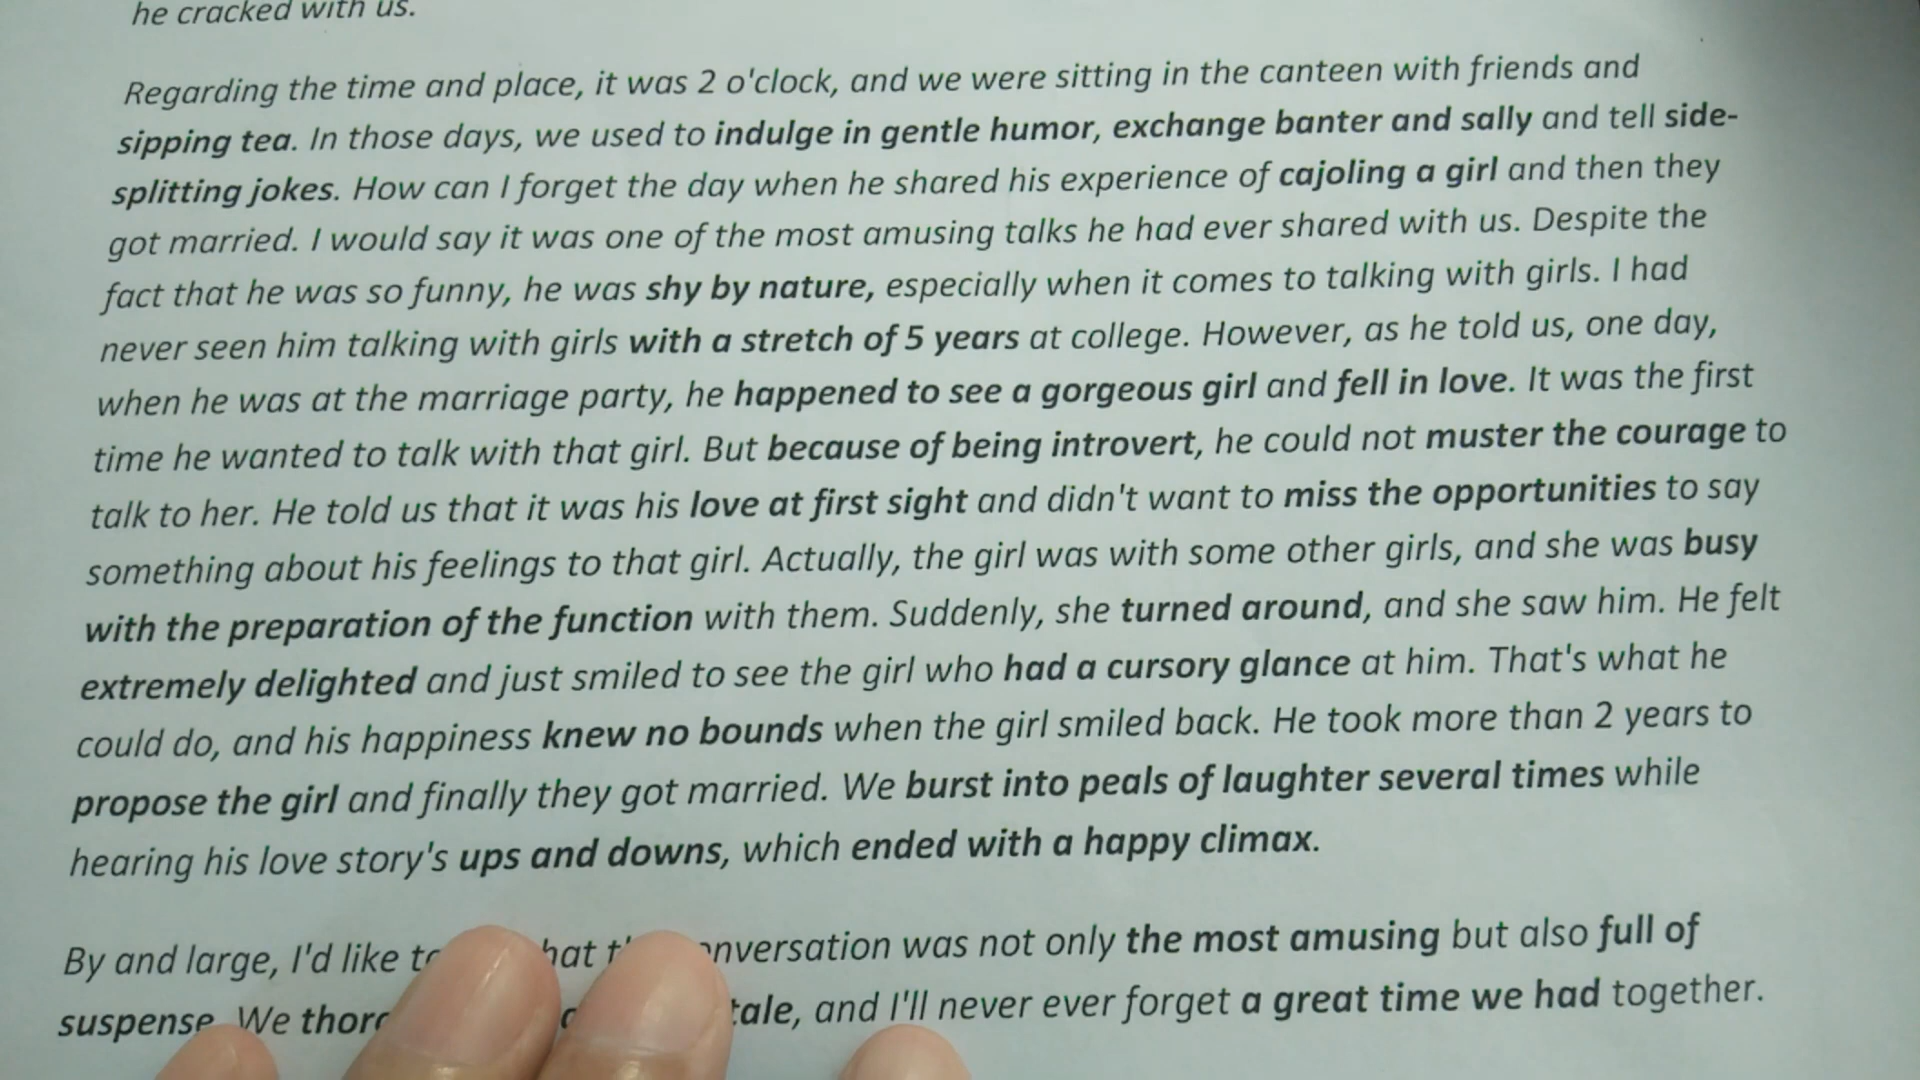 he cracked with us.
Regarding the time and place, it was 2 o'clock, and we were sitting in the canteen with friends and
sipping tea. In those days, we used to indulge in gentle humor, exchange banter and sally and tell side-
splitting jokes. How can I forget the day when he shared his experience of cajoling a girl and then they
got married. I would say it was one of the most amusing talks he had ever shared with us. Despite the
fact that he was so funny, he was shy by nature, especially when it comes to talking with girls. I had
never seen him talking with girls with a stretch of 5 years at college. However, as he told us, one day,
when he was at the marriage party, he happened to see a gorgeous girl and fell in love. It was the first
time he wanted to talk with that girl. But because of being introvert, he could not muster the courage to
talk to her. He told us that it was his love at first sight and didn't want to miss the opportunities to say
something about his feelings to that girl. Actually, the girl was with some other girls, and she was busy
with the preparation of the function with them. Suddenly, she turned around, and she saw him. He felt
extremely delighted and just smiled to see the girl who had a cursory glance at him. That's what he
could do, and his happiness knew no bounds when the girl smiled back. He took more than 2 years to
propose the girl and finally they got married. We burst into peals of laughter several times while
hearing his love story's ups and downs, which ended with a happy climax.
By and large, I'd like was not only the most amusing but also full of
suspense. We tale, and I'll never ever forget a great time we had together.